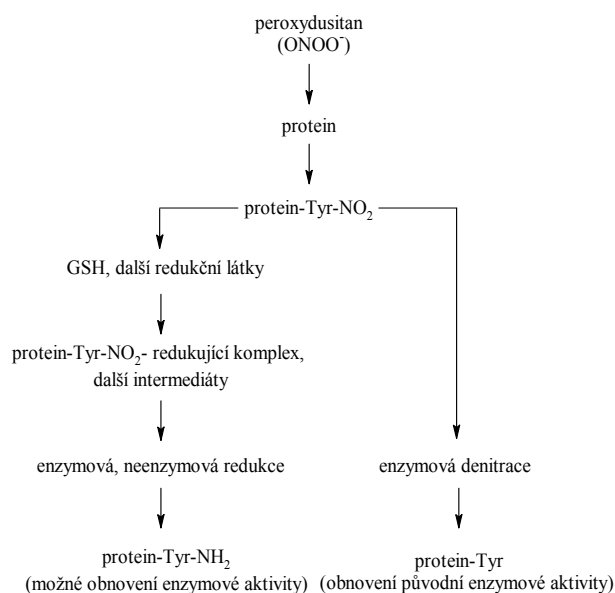 peroxydusitan
(ONOO⁻)
protein
protein-Tyr-NO₂
GSH, další redukční látky
protein-Tyr-NO₂- redukující komplex,
další intermediáty
enzymová, neenzymová redukce
enzymová denitrace
protein-Tyr-NH₂
(možné obnovení enzymové aktivity)
protein-Tyr
(obnovení původní enzymové aktivity)